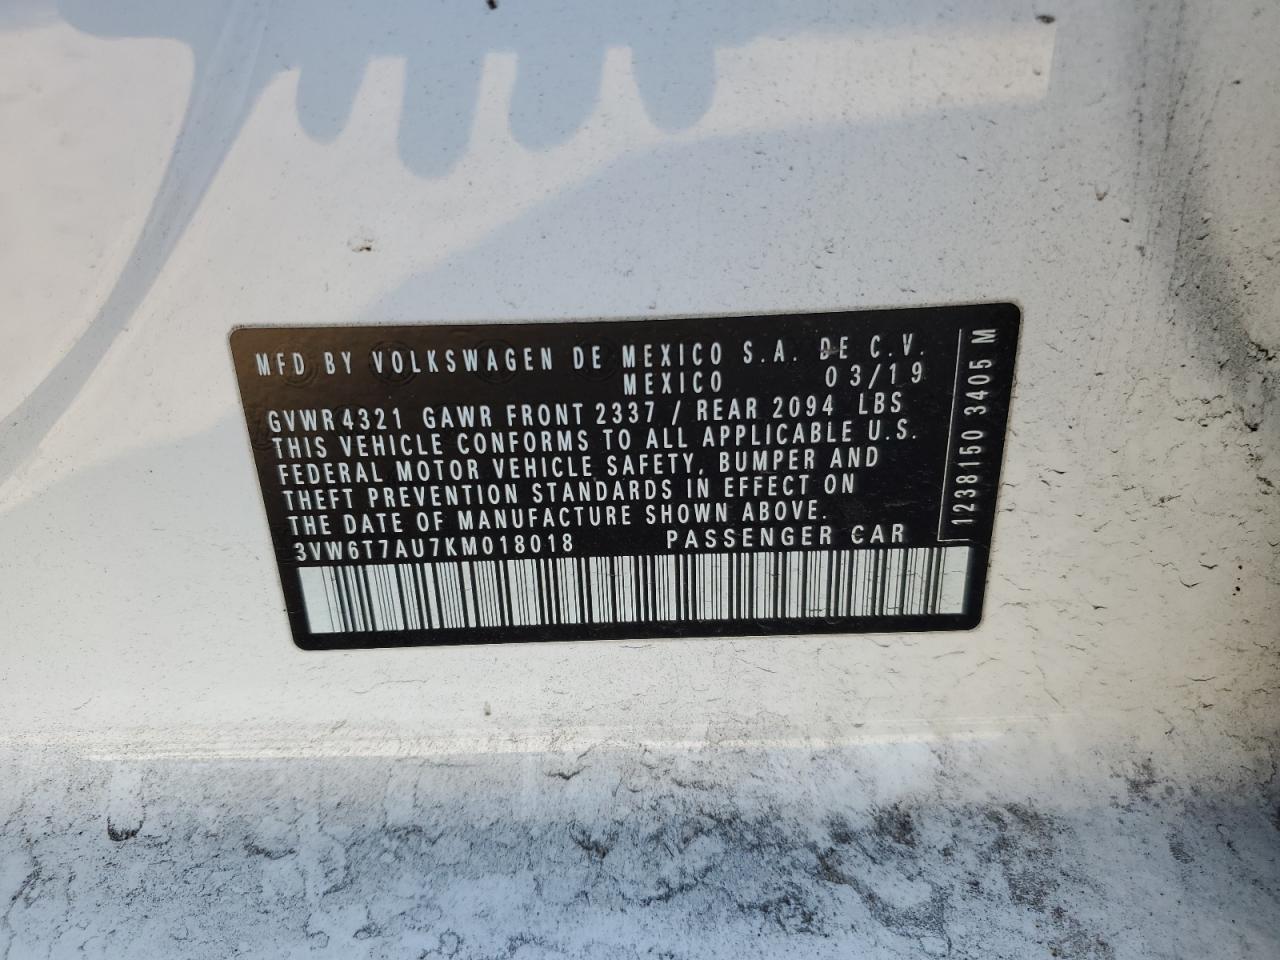 MFD BY VOLKSWAGEN DE MEXICO S.A. DE C.V.
MEXICO 03/19
GVWR 4321 GAWR FRONT 2337 / REAR 2094 LBS
THIS VEHICLE CONFORMS TO ALL APPLICABLE U.S.
FEDERAL MOTOR VEHICLE SAFETY, BUMPER AND
THEFT PREVENTION STANDARDS IN EFFECT ON
THE DATE OF MANUFACTURE SHOWN ABOVE.
3VW6T7AU7KM018018 PASSENGER CAR
1238150 3405 M